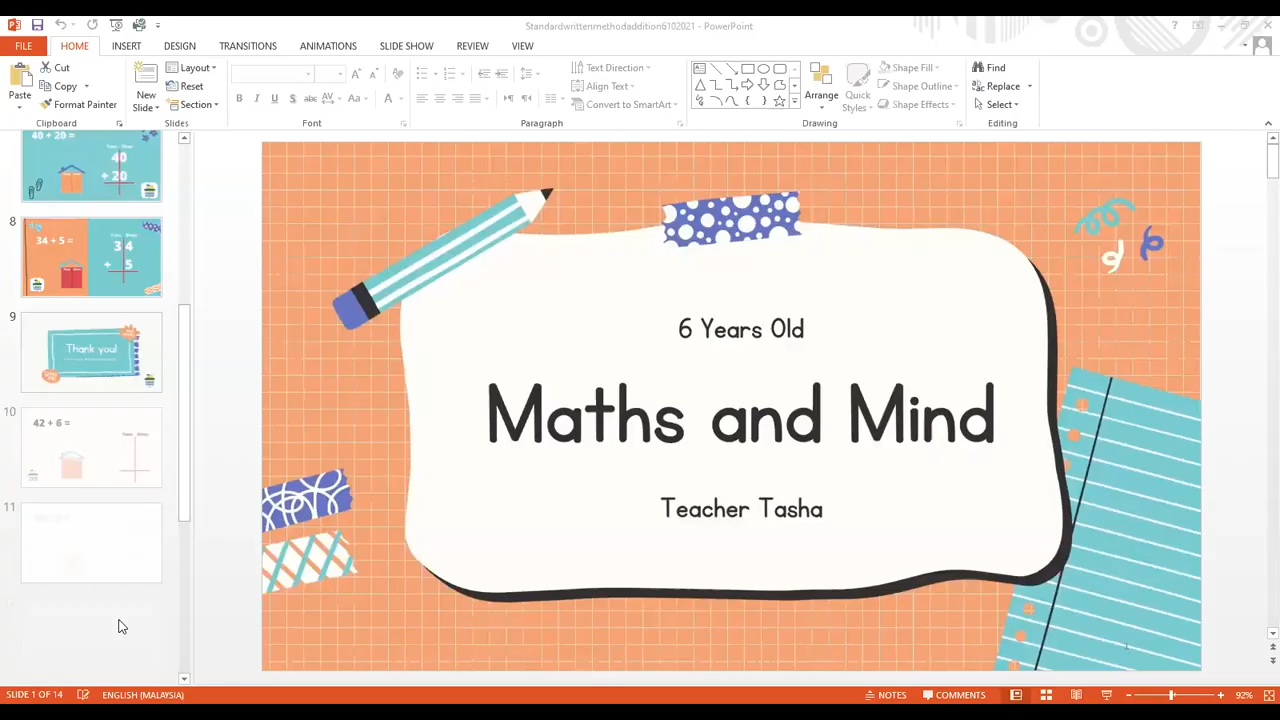 Standardwrittenmethodaddition6102021 - PowerPoint
FILE HOME INSERT DESIGN TRANSITIONS ANIMATIONS SLIDE SHOW REVIEW VIEW
Paste
Cut
Copy
Format Painter
Clipboard
New
Slide
Layout
Reset
Section
Slides
B I U S abc AV Aa A
Font
Text Direction
Align Text
Convert to SmartArt
Paragraph
Arrange
Quick
Styles
Shape Fill
Shape Outline
Shape Effects
Drawing
Find
Replace
Select
Editing
40 + 20 =
40
+ 20
8
34 + 5 =
3 4
+ 5
9
Thank you!
10
42 + 6 =
11
6 Years Old
Maths and Mind
Teacher Tasha
1
SLIDE 1 OF 14 ENGLISH (MALAYSIA) NOTES COMMENTS 92%